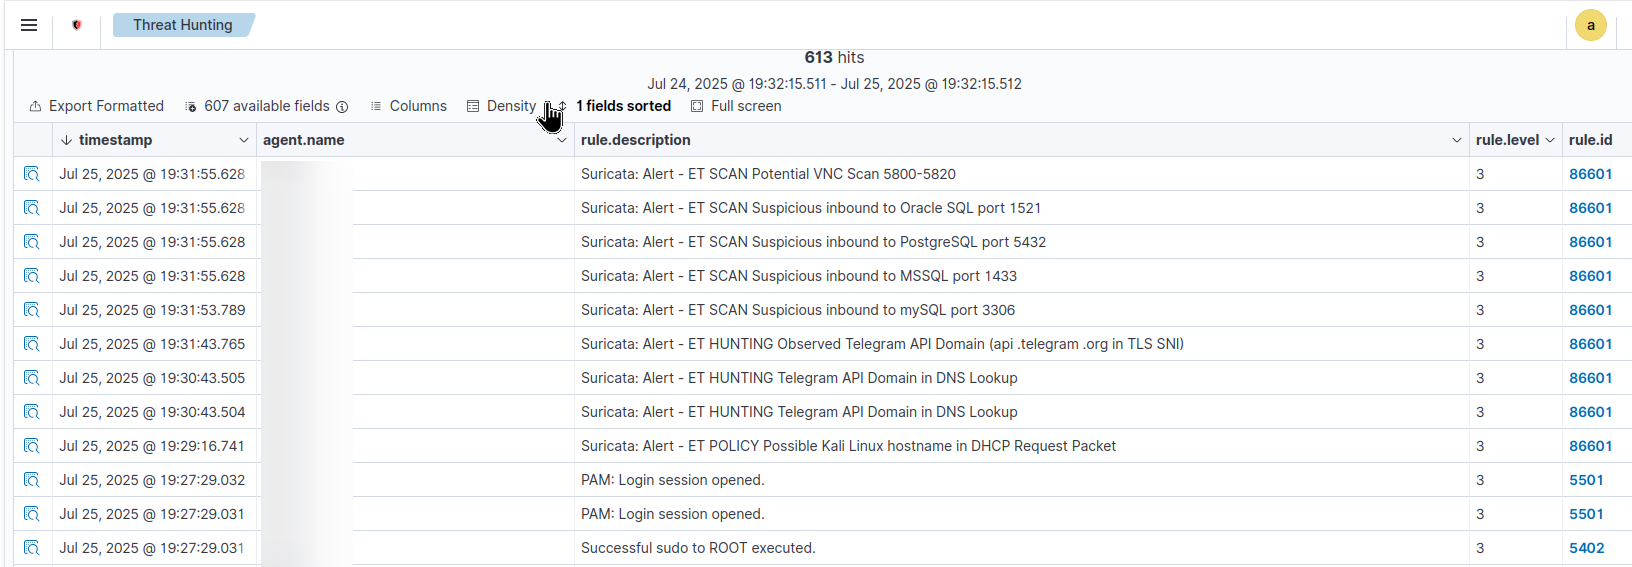 Threat Hunting a
613 hits
Jul 24, 2025 @ 19:32:15.511 - Jul 25, 2025 @ 19:32:15.512
Export Formatted 607 available fields Columns Density 1 fields sorted Full screen
timestamp agent.name rule.description rule.level rule.id
Jul 25, 2025 @ 19:31:55.628 Suricata: Alert - ET SCAN Potential VNC Scan 5800-5820 3 86601
Jul 25, 2025 @ 19:31:55.628 Suricata: Alert - ET SCAN Suspicious inbound to Oracle SQL port 1521 3 86601
Jul 25, 2025 @ 19:31:55.628 Suricata: Alert - ET SCAN Suspicious inbound to PostgreSQL port 5432 3 86601
Jul 25, 2025 @ 19:31:55.628 Suricata: Alert - ET SCAN Suspicious inbound to MSSQL port 1433 3 86601
Jul 25, 2025 @ 19:31:53.789 Suricata: Alert - ET SCAN Suspicious inbound to mySQL port 3306 3 86601
Jul 25, 2025 @ 19:31:43.765 Suricata: Alert - ET HUNTING Observed Telegram API Domain (api .telegram .org in TLS SNI) 3 86601
Jul 25, 2025 @ 19:30:43.505 Suricata: Alert - ET HUNTING Telegram API Domain in DNS Lookup 3 86601
Jul 25, 2025 @ 19:30:43.504 Suricata: Alert - ET HUNTING Telegram API Domain in DNS Lookup 3 86601
Jul 25, 2025 @ 19:29:16.741 Suricata: Alert - ET POLICY Possible Kali Linux hostname in DHCP Request Packet 3 86601
Jul 25, 2025 @ 19:27:29.032 PAM: Login session opened. 3 5501
Jul 25, 2025 @ 19:27:29.031 PAM: Login session opened. 3 5501
Jul 25, 2025 @ 19:27:29.031 Successful sudo to ROOT executed. 3 5402